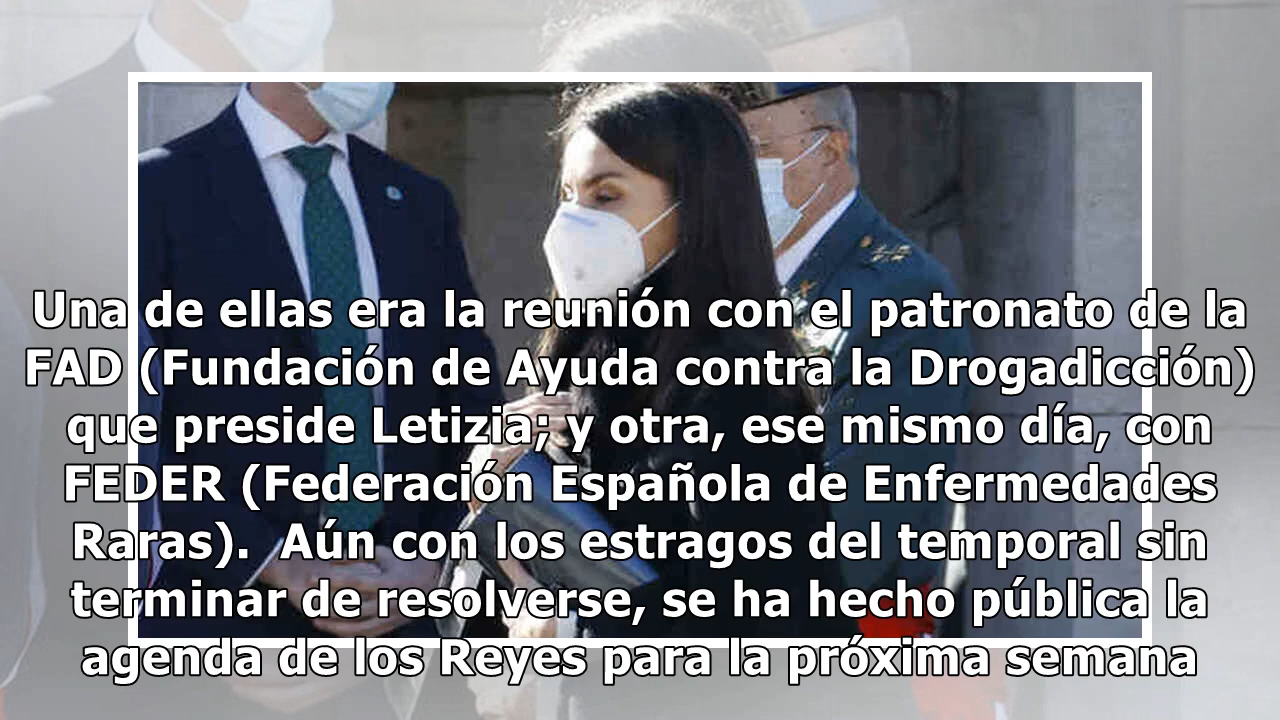 Una de ellas era la reunión con el patronato de la
FAD (Fundación de Ayuda contra la Drogadicción)
que preside Letizia; y otra, ese mismo día, con
FEDER (Federación Española de Enfermedades
Raras).  Aún con los estragos del temporal sin
terminar de resolverse, se ha hecho pública la
agenda de los Reyes para la próxima semana